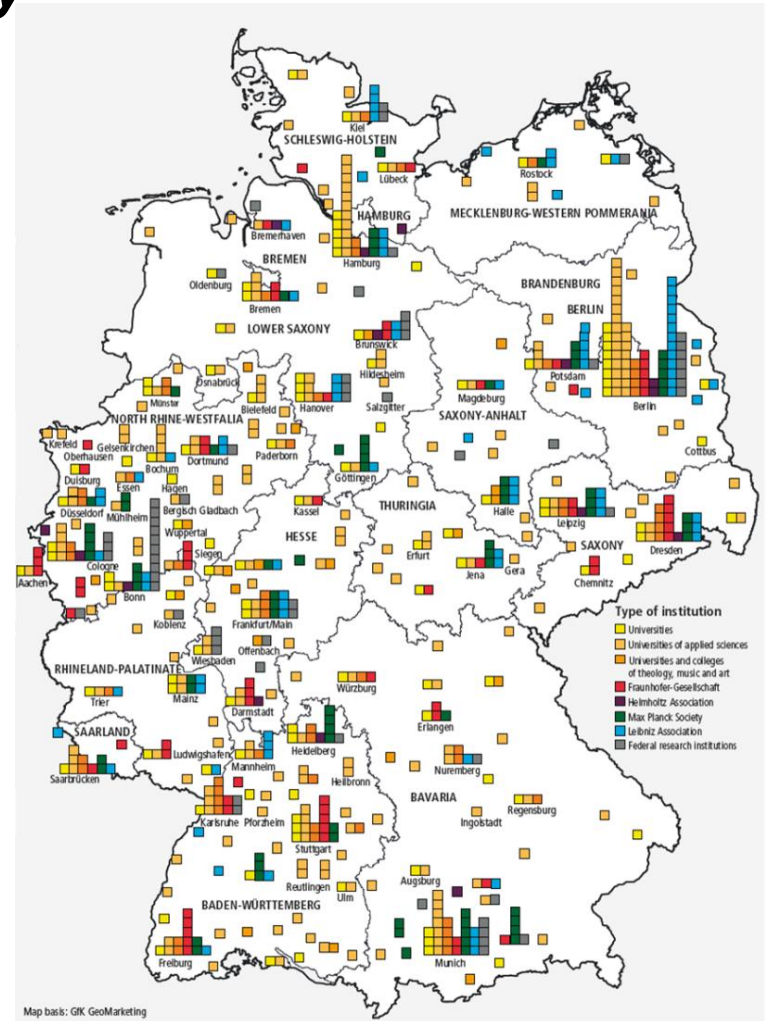 y
Kiel
SCHLESWIG-HOLSTEIN
Lübeck
Rostock
HAMBURG
MECKLENBURG-WESTERN POMMERANIA
Bremerhaven
Hamburg
BREMEN
Oldenburg
BRANDENBURG
BERLIN
Bremen
LOWER SAXONY
Brunswick
Hildesheim
Potsdam
Osnabrück
Münster
Bielefeld
Hanover
Salzgitter
Magdeburg
Berlin
NORTH RHINE-WESTFALIA
SAXONY-ANHALT
Krefeld
Gelsenkirchen
Oberhausen
Paderborn
Cottbus
Bochum
Dortmund
Duisburg
Essen
Göttingen
Hagen
Düsseldorf
Mühlheim
Bergisch Gladbach
Kassel
THURINGIA
Halle
Leipzig
Wuppertal
HESSE
Siegen
Cologne
Erfurt
SAXONY
Dresden
Aachen
Jena
Gera
Chemnitz
Bonn
Koblenz
Frankfurt/Main
Type of institution
Universities
Universities of applied sciences
Universities and colleges
of theology, music and art
Fraunhofer-Gesellschaft
Helmholtz Association
Max Planck Society
Leibniz Association
Federal research institutions
Offenbach
Wiesbaden
RHINELAND-PALATINATE
Trier
Mainz
Würzburg
Darmstadt
Erlangen
SAARLAND
Ludwigshafen
Heidelberg
Mannheim
Saarbrücken
Nuremberg
Heilbronn
BAVARIA
Karlsruhe
Pforzheim
Ingolstadt
Regensburg
Stuttgart
Reutlingen
Augsburg
Ulm
BADEN-WÜRTTEMBERG
Freiburg
Munich
Map basis: GfK GeoMarketing